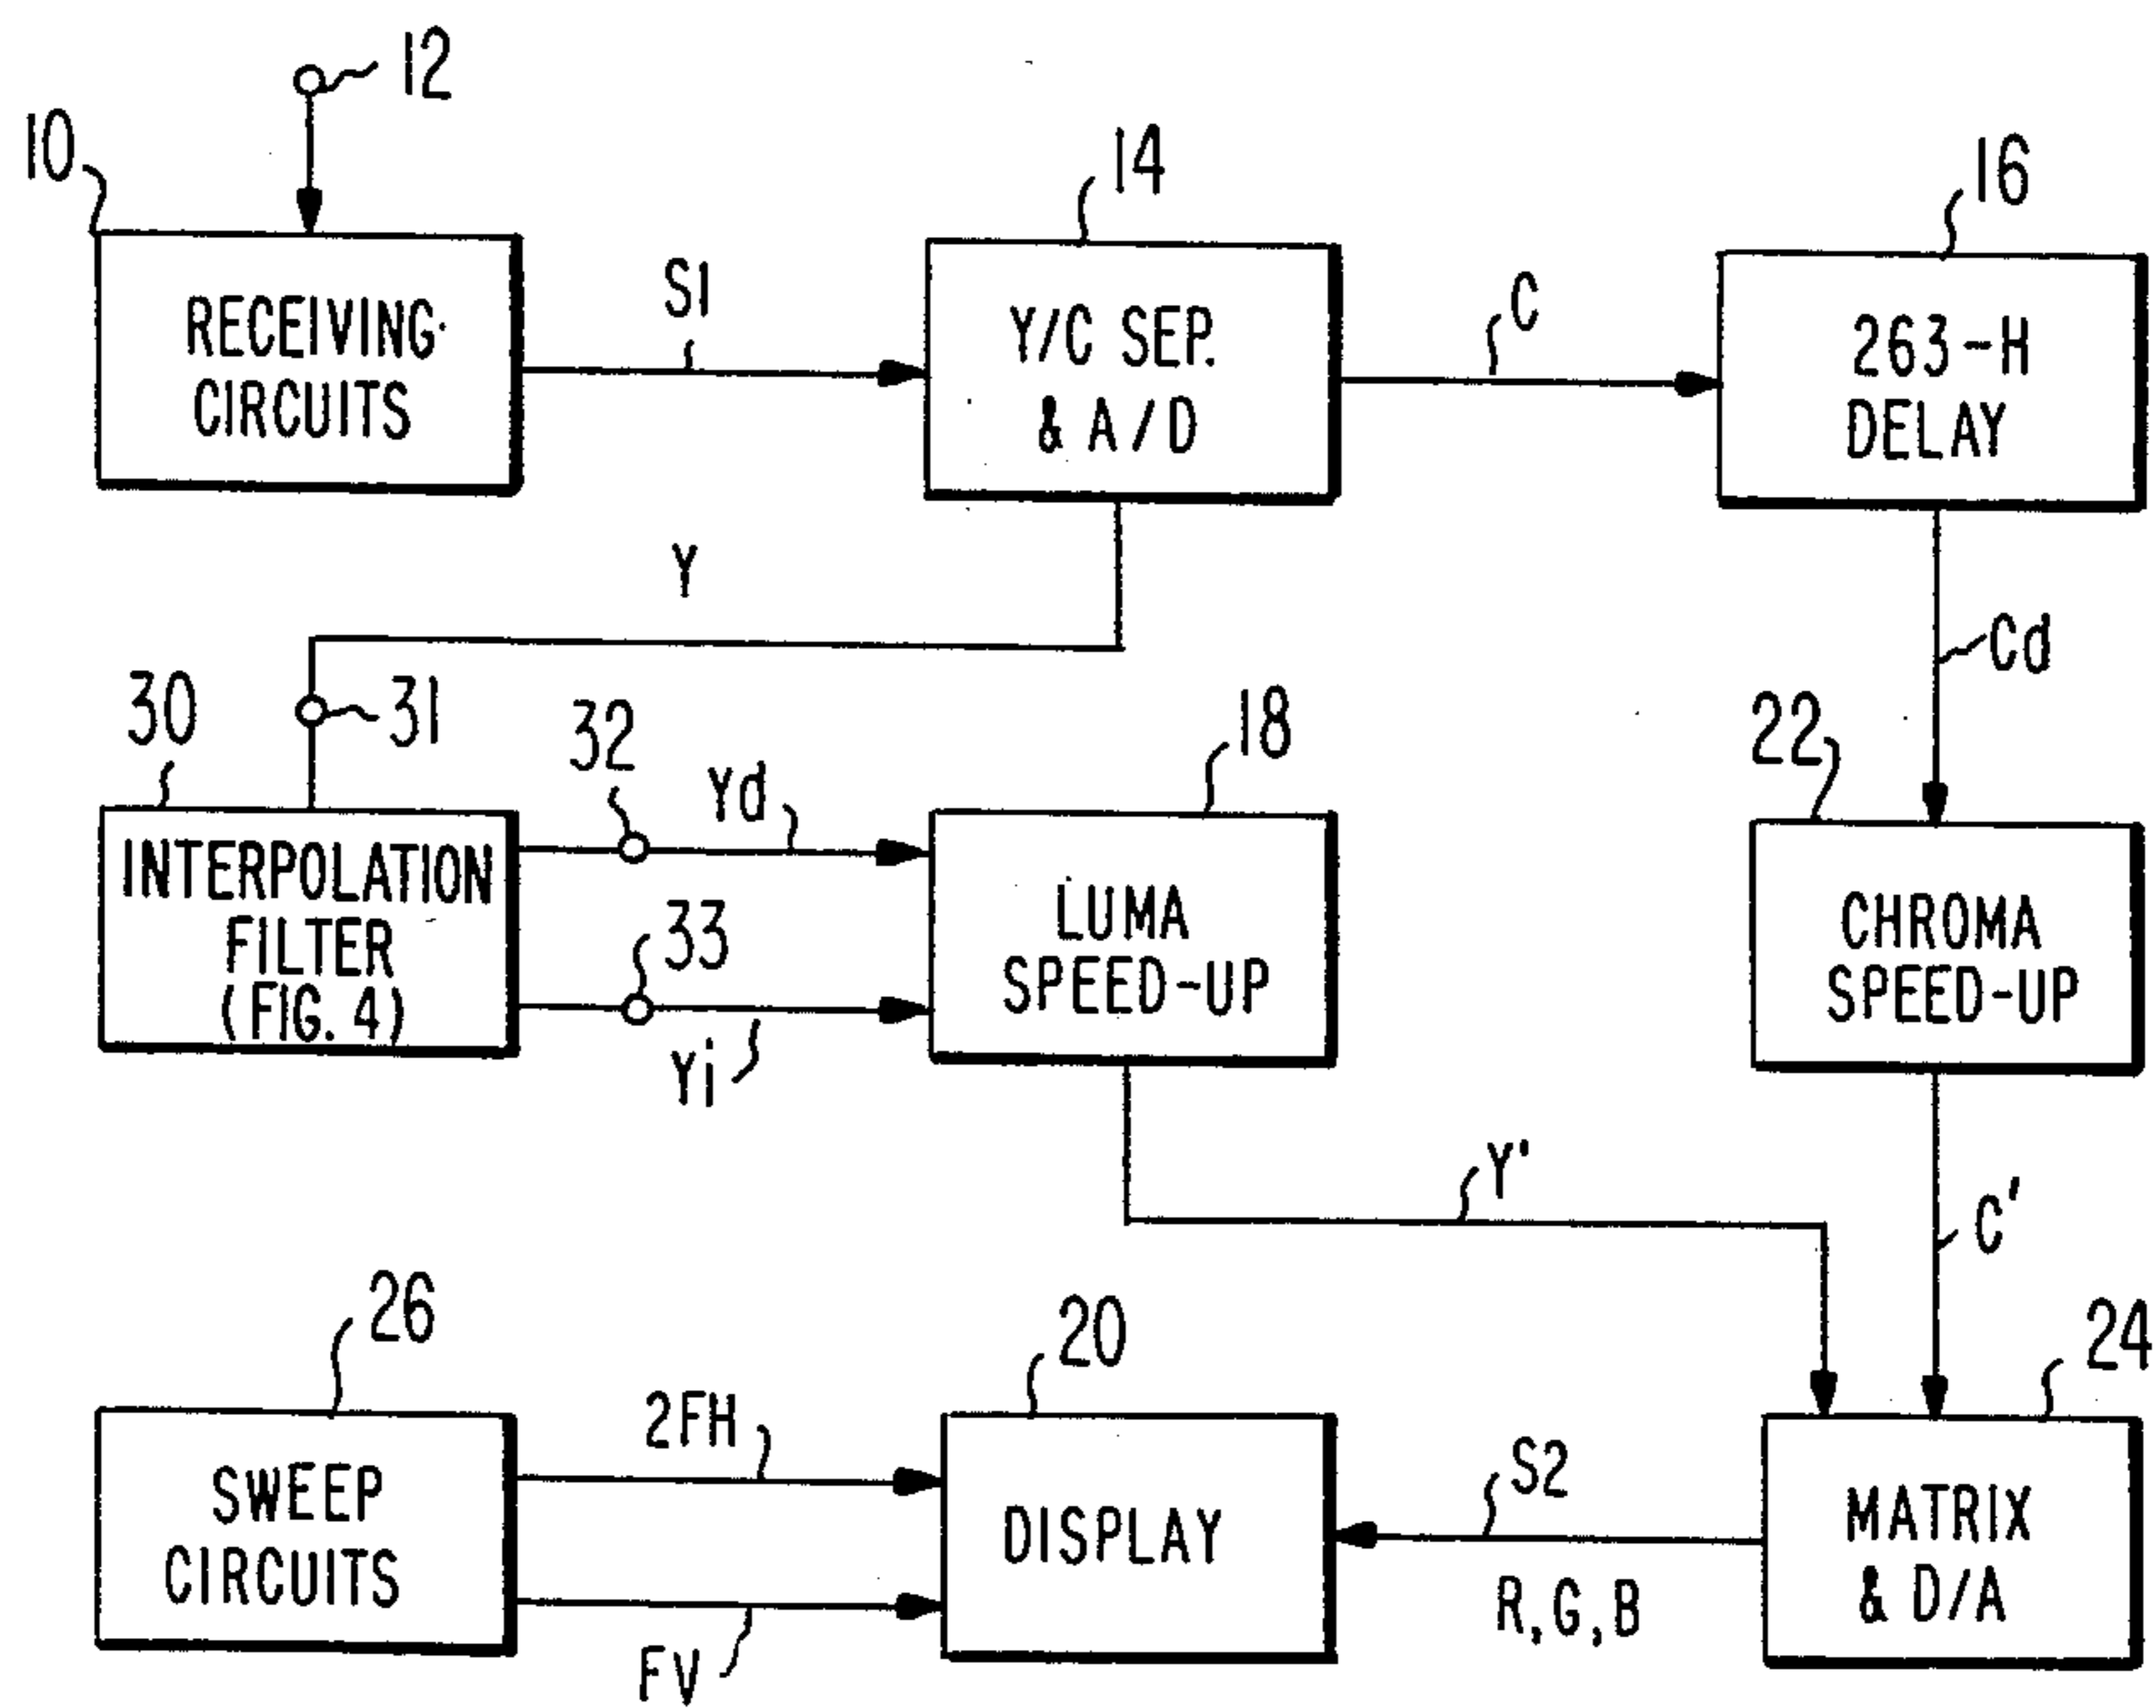 12
10
14
16
RECEIVING
CIRCUITS
S1
Y/C SEP.
& A/D
C
263-H
DELAY
Y
Cd
30
31
32
Yd
18
22
INTERPOLATION
FILTER
(FIG. 4)
33
Yi
LUMA
SPEED-UP
CHROMA
SPEED-UP
Y'
C'
26
20
24
SWEEP
CIRCUITS
2FH
FV
DISPLAY
S2
R,G,B
MATRIX
& D/A